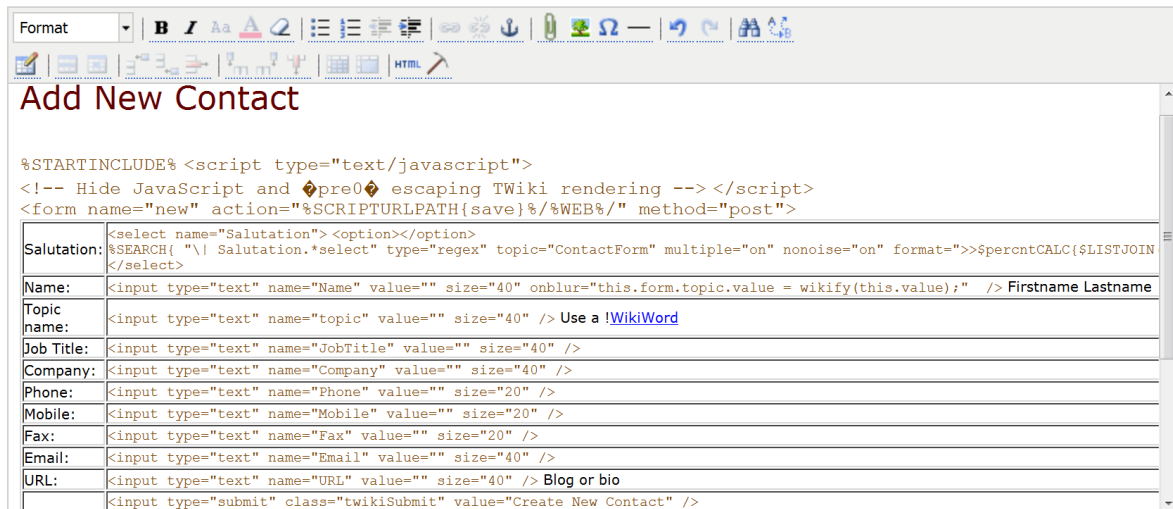 Format B I Aa A Ω
HTML
Add New Contact
%STARTINCLUDE% <script type="text/javascript">
<!-- Hide JavaScript and �pre0� escaping TWiki rendering --> </script>
<form name="new" action="%SCRIPTURLPATH{save}%/%WEB%/" method="post">
<select name="Salutation"> <option></option>
Salutation: %SEARCH{ "\| Salutation.*select" type="regex" topic="ContactForm" multiple="on" nonoise="on" format=">>$percntCALC{$LISTJOIN(
</select>
Name: <input type="text" name="Name" value="" size="40" onblur="this.form.topic.value = wikify(this.value);"  /> Firstname Lastname
Topic
name: <input type="text" name="topic" value="" size="40" /> Use a !WikiWord
Job Title: <input type="text" name="JobTitle" value="" size="40" />
Company: <input type="text" name="Company" value="" size="40" />
Phone: <input type="text" name="Phone" value="" size="20" />
Mobile: <input type="text" name="Mobile" value="" size="20" />
Fax: <input type="text" name="Fax" value="" size="20" />
Email: <input type="text" name="Email" value="" size="40" />
URL: <input type="text" name="URL" value="" size="40" /> Blog or bio
<input type="submit" class="twikiSubmit" value="Create New Contact" />